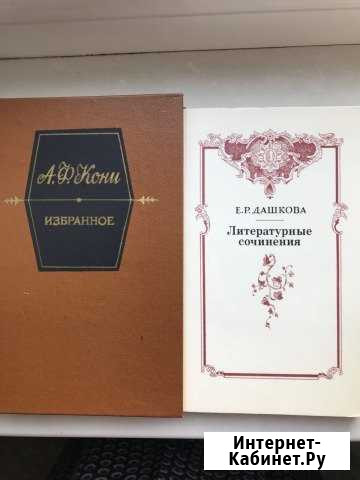 А.Ф.Кони
ИЗБРАННОЕ
Е.Р.ДАШКОВА
Литературные
сочинения
Интернет-
Кабинет.Ру